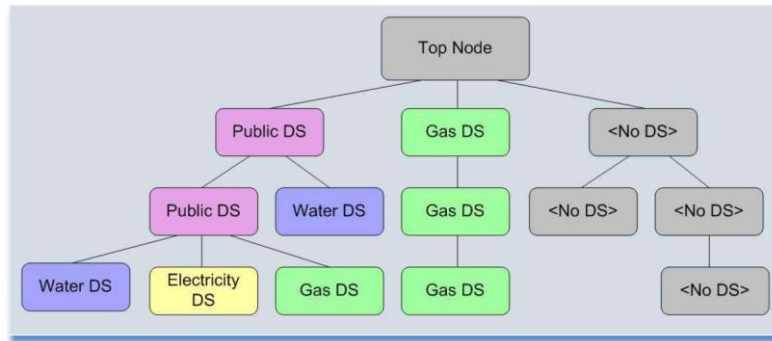 Top Node
Public DS
Gas DS
<No DS>
Public DS
Water DS
Gas DS
<No DS>
<No DS>
Water DS
Electricity
DS
Gas DS
Gas DS
<No DS>